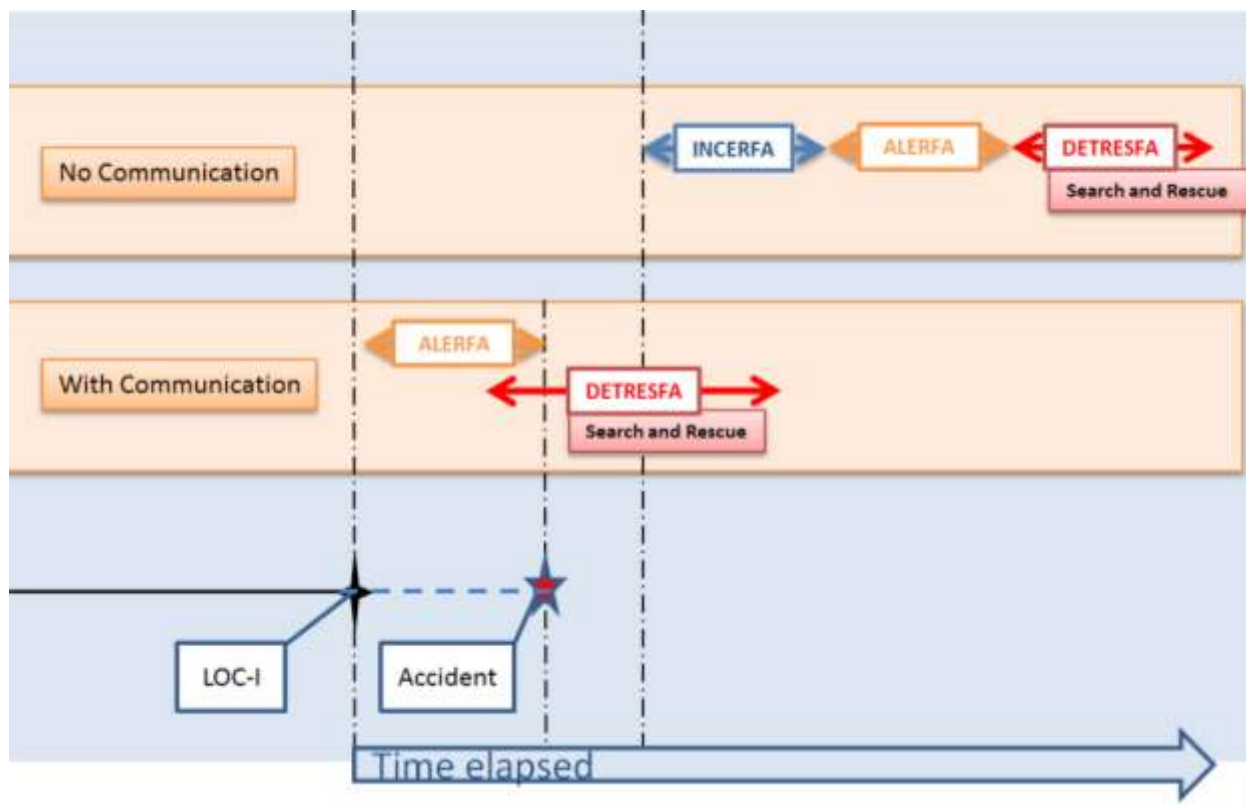 INCERFA
ALERFA
DETRESFA
No Communication
Search and Rescue
ALERFA
With Communication
DETRESFA
Search and Rescue
LOC-I
Accident
Time elapsed